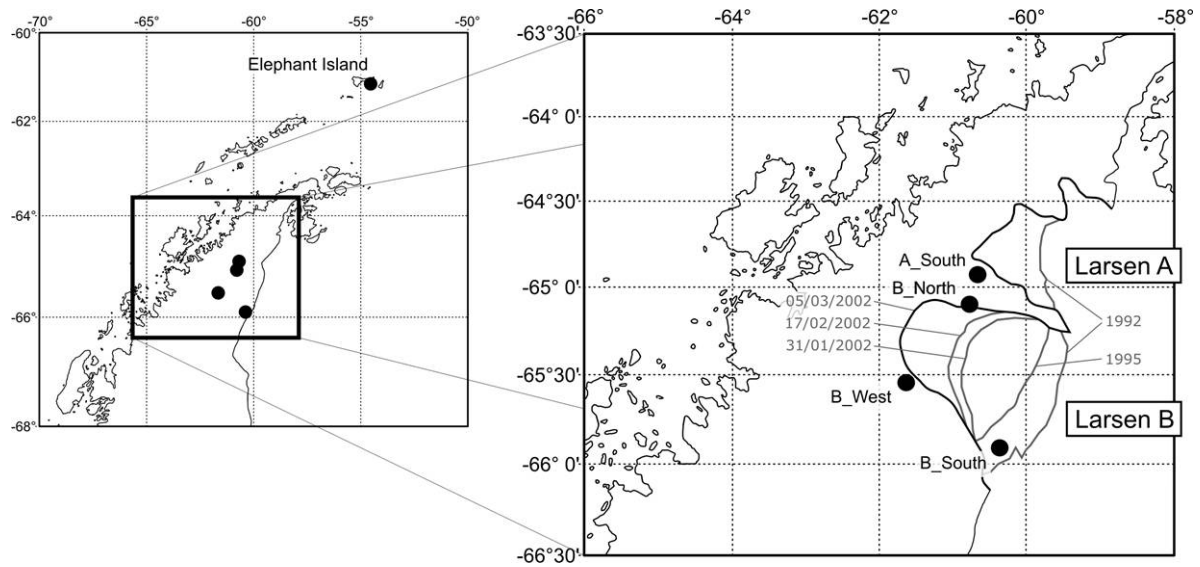 -70° -65° -60° -55° -50°
-60°
Elephant Island
-62°
-64°
-66°
-68°
-66° -64° -62° -60° -58°
-63°30'
-64° 0'
-64°30'
-65° 0'
-65°30'
-66° 0'
-66°30'
A_South
Larsen A
B_North
05/03/2002
17/02/2002
1992
31/01/2002
1995
B_West
Larsen B
B_South